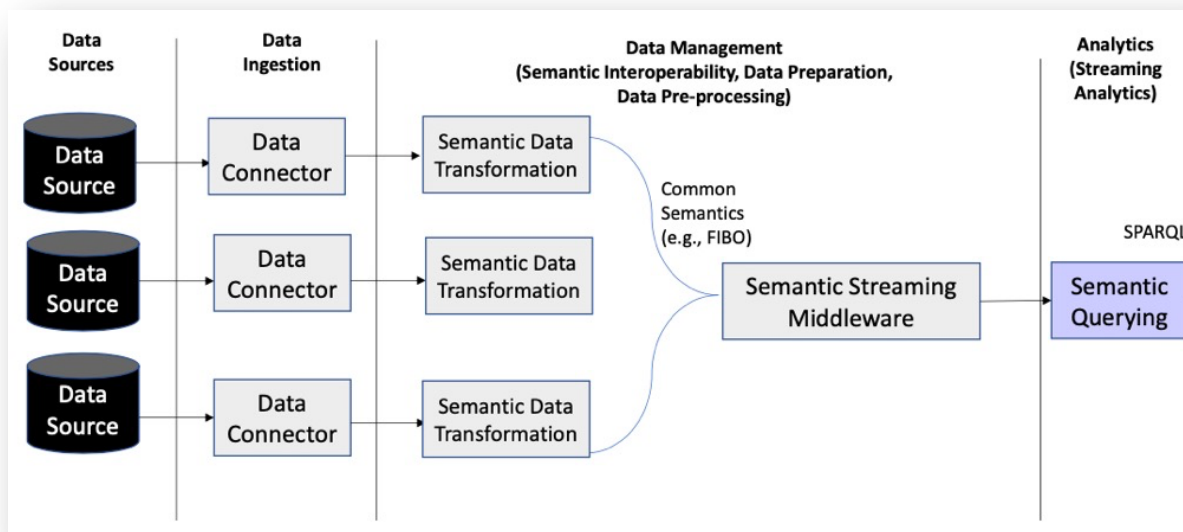 Data
Sources
Data
Ingestion
Data Management
(Semantic Interoperability, Data Preparation,
Data Pre-processing)
Analytics
(Streaming
Analytics)
Data
Source
Data
Connector
Semantic Data
Transformation
Common
Semantics
(e.g., FIBO)
SPARQL
Data
Source
Data
Connector
Semantic Data
Transformation
Semantic Streaming
Middleware
Semantic
Querying
Data
Source
Data
Connector
Semantic Data
Transformation